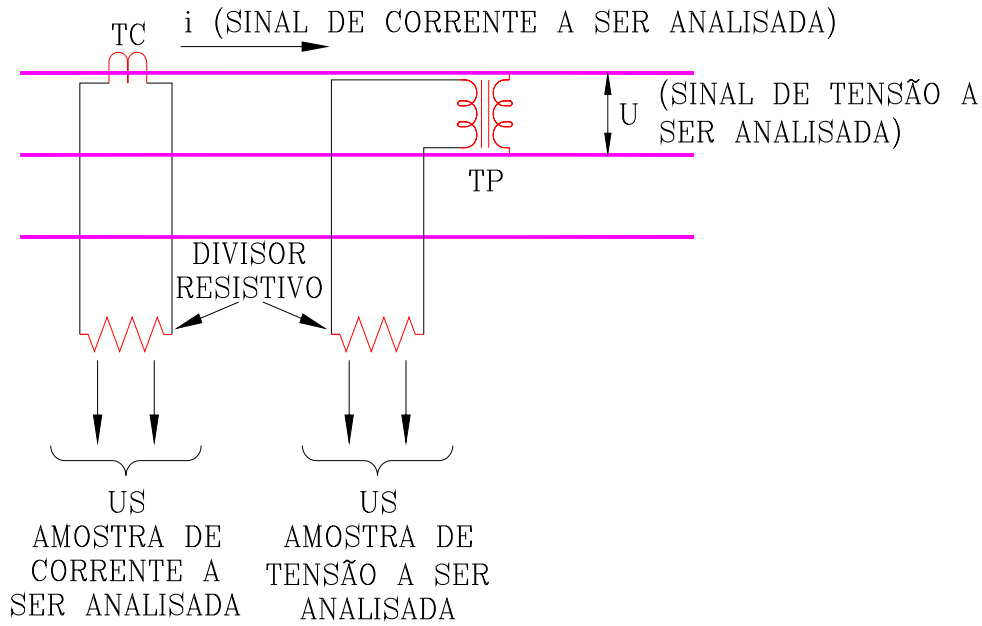 TC
i (SINAL DE CORRENTE A SER ANALISADA)
U
(SINAL DE TENSÃO A
SER ANALISADA)
TP
DIVISOR
RESISTIVO
US
AMOSTRA DE
CORRENTE A
SER ANALISADA
US
AMOSTRA DE
TENSÃO A SER
ANALISADA